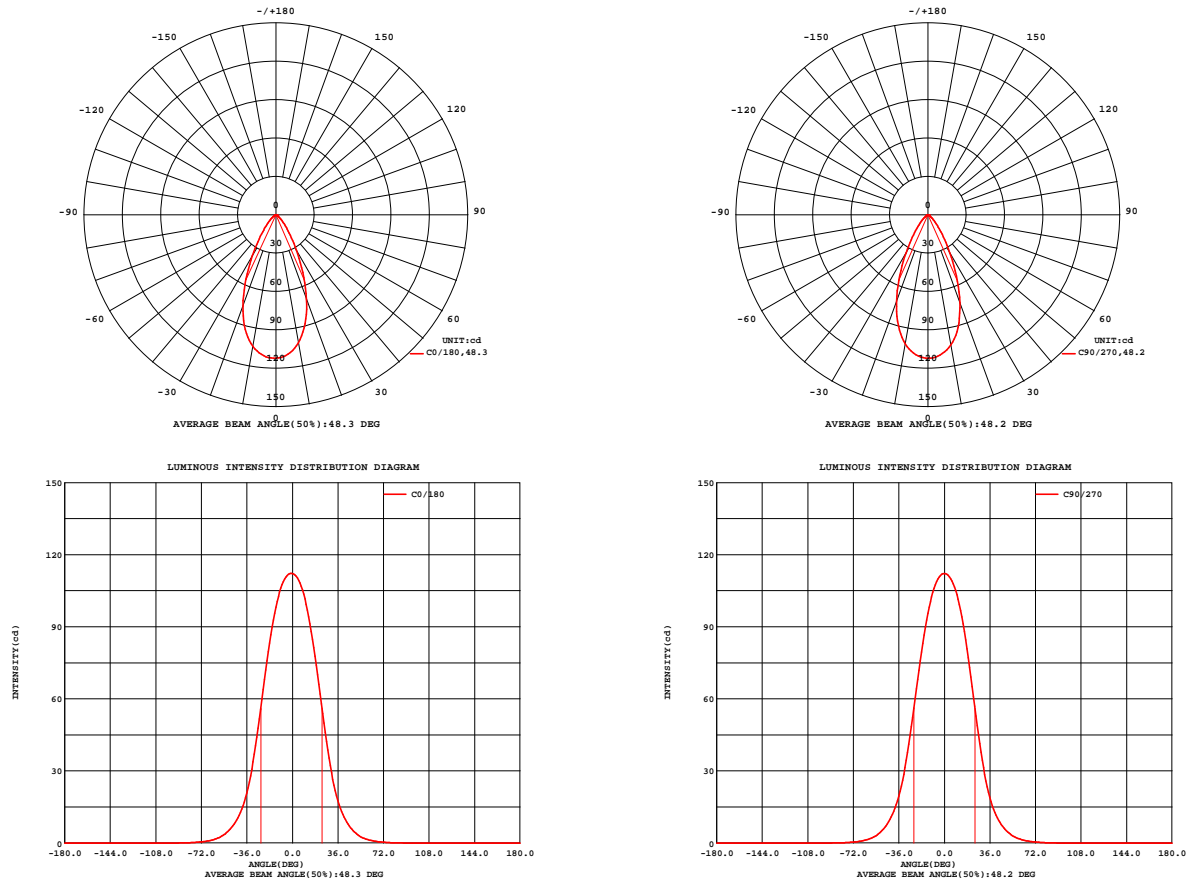 -/+180
-150
150
-120
120
-90
90
-60
60
-30
30
0
0
30
60
90
120
150
UNIT:cd
C0/180,48.3
AVERAGE BEAM ANGLE(50%):48.3 DEG
-/+180
-150
150
-120
120
-90
90
-60
60
-30
30
0
0
30
60
90
120
150
UNIT:cd
C90/270,48.2
AVERAGE BEAM ANGLE(50%):48.2 DEG
LUMINOUS INTENSITY DISTRIBUTION DIAGRAM
C0/180
INTENSITY(cd)
150
120
90
60
30
0
-180.0 -144.0 -108.0 -72.0 -36.0 0.0 36.0 72.0 108.0 144.0 180.0
ANGLE(DEG)
AVERAGE BEAM ANGLE(50%):48.3 DEG
LUMINOUS INTENSITY DISTRIBUTION DIAGRAM
C90/270
INTENSITY(cd)
150
120
90
60
30
0
-180.0 -144.0 -108.0 -72.0 -36.0 0.0 36.0 72.0 108.0 144.0 180.0
ANGLE(DEG)
AVERAGE BEAM ANGLE(50%):48.2 DEG